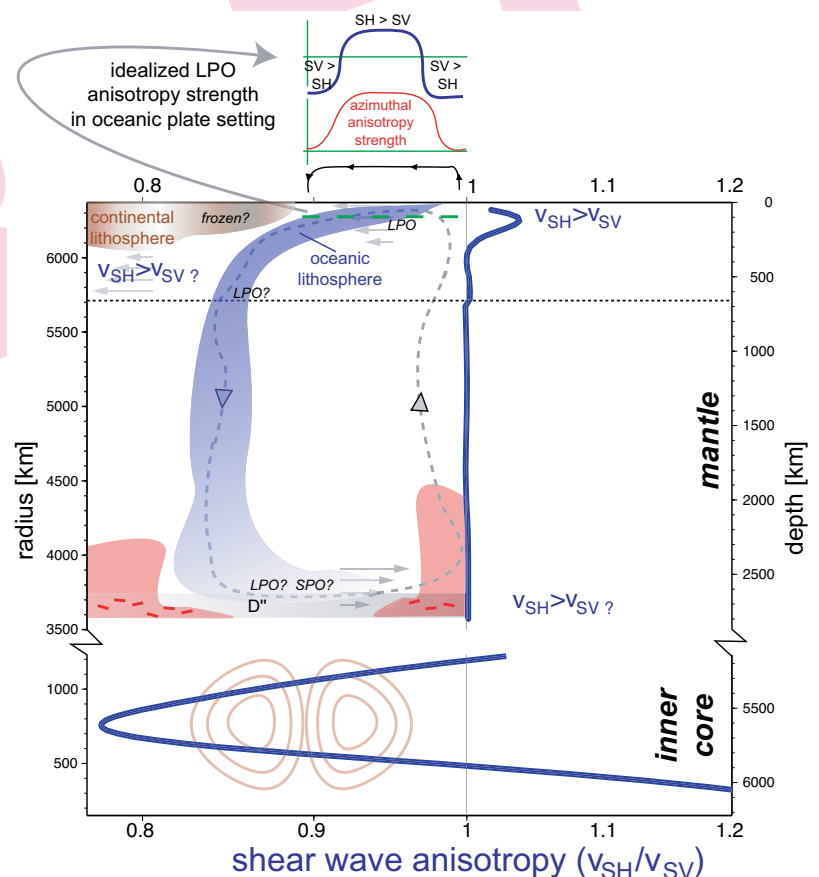 SH > SV
SV >
SH
SV >
SH
idealized LPO
anisotropy strength
in oceanic plate setting
azimuthal
anisotropy
strength
0.8
0.9
1
1.1
1.2
continental
lithosphere
frozen?
LPO
oceanic
lithosphere
vSH>vSV
vSH>vSV ?
LPO?
mantle
LPO? SPO?
D"
vSH>vSV ?
radius [km]
6000
5500
5000
4500
4000
3500
1000
500
depth [km]
0
500
1000
1500
2000
2500
5500
6000
inner
core
0.8
0.9
1
1.1
1.2
shear wave anisotropy (vSH/vSV)